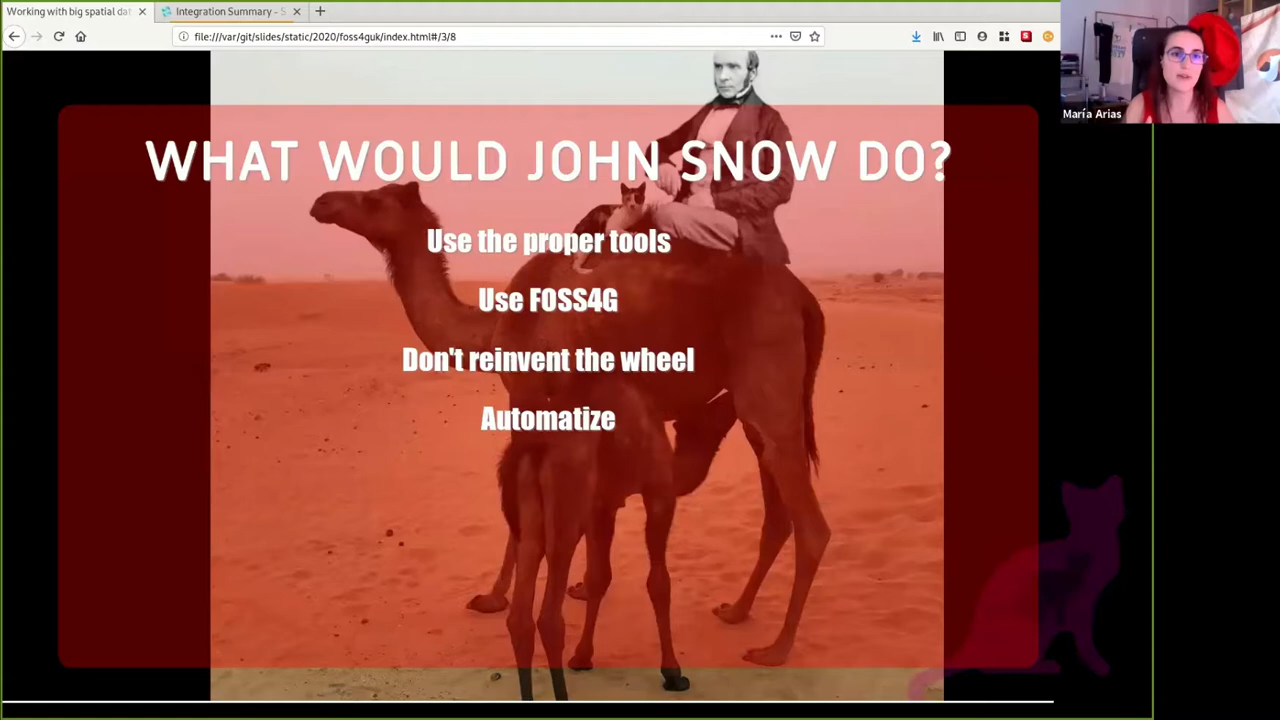 Working with big spatial dat
Integration Summary - S
file:///var/git/slides/static/2020/foss4guk/index.html#/3/8
María Arias
WHAT WOULD JOHN SNOW DO?
Use the proper tools
Use FOSS4G
Don't reinvent the wheel
Automatize